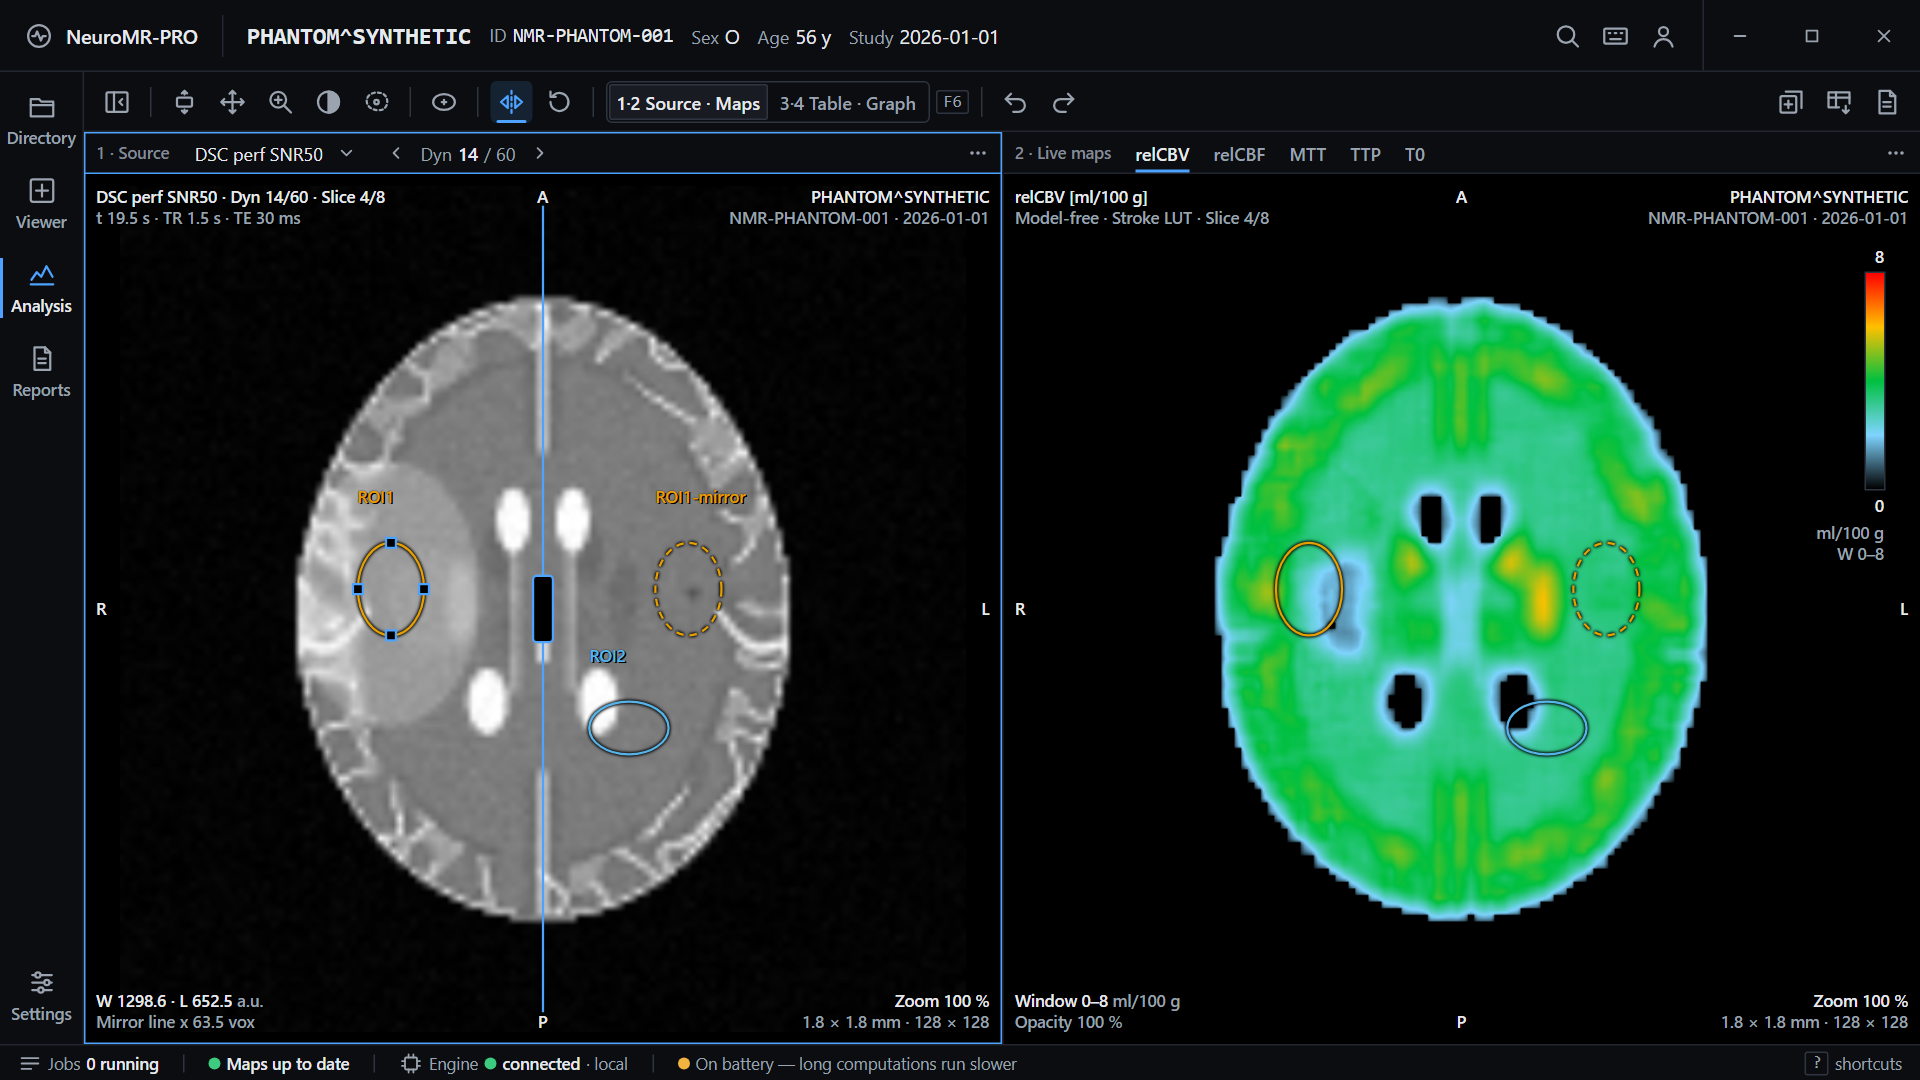 NeuroMR-PRO
PHANTOM^SYNTHETIC ID NMR-PHANTOM-001 Sex O Age 56 y Study 2026-01-01
Directory
Viewer
Analysis
Reports
Settings
1·2 Source · Maps 3·4 Table · Graph F6
1 · Source DSC perf SNR50 Dyn 14 / 60
DSC perf SNR50 · Dyn 14/60 · Slice 4/8
t 19.5 s · TR 1.5 s · TE 30 ms
A
PHANTOM^SYNTHETIC
NMR-PHANTOM-001 · 2026-01-01
ROI1
ROI1-mirror
ROI2
R
L
W 1298.6 · L 652.5 a.u.
Mirror line x 63.5 vox
P
Zoom 100 %
1.8 × 1.8 mm · 128 × 128
2 · Live maps relCBV relCBF MTT TTP T0
relCBV [ml/100 g]
Model-free · Stroke LUT · Slice 4/8
A
PHANTOM^SYNTHETIC
NMR-PHANTOM-001 · 2026-01-01
8
0
ml/100 g
W 0–8
R
L
Window 0–8 ml/100 g
Opacity 100 %
P
Zoom 100 %
1.8 × 1.8 mm · 128 × 128
Jobs 0 running Maps up to date Engine connected · local On battery — long computations run slower ? shortcuts